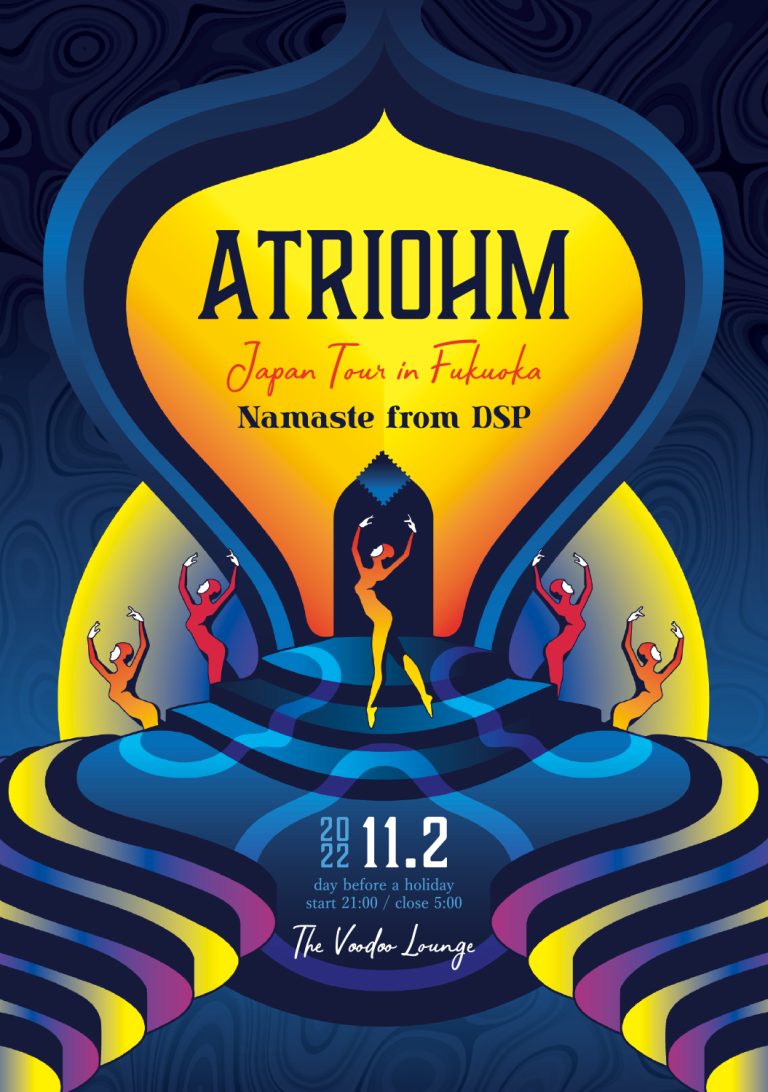 ATRIOHM
Japan Tour in Fukuoka
Namaste from DSP
2022 11.2
day before a holiday
start 21:00 / close 5:00
The Voodoo Lounge